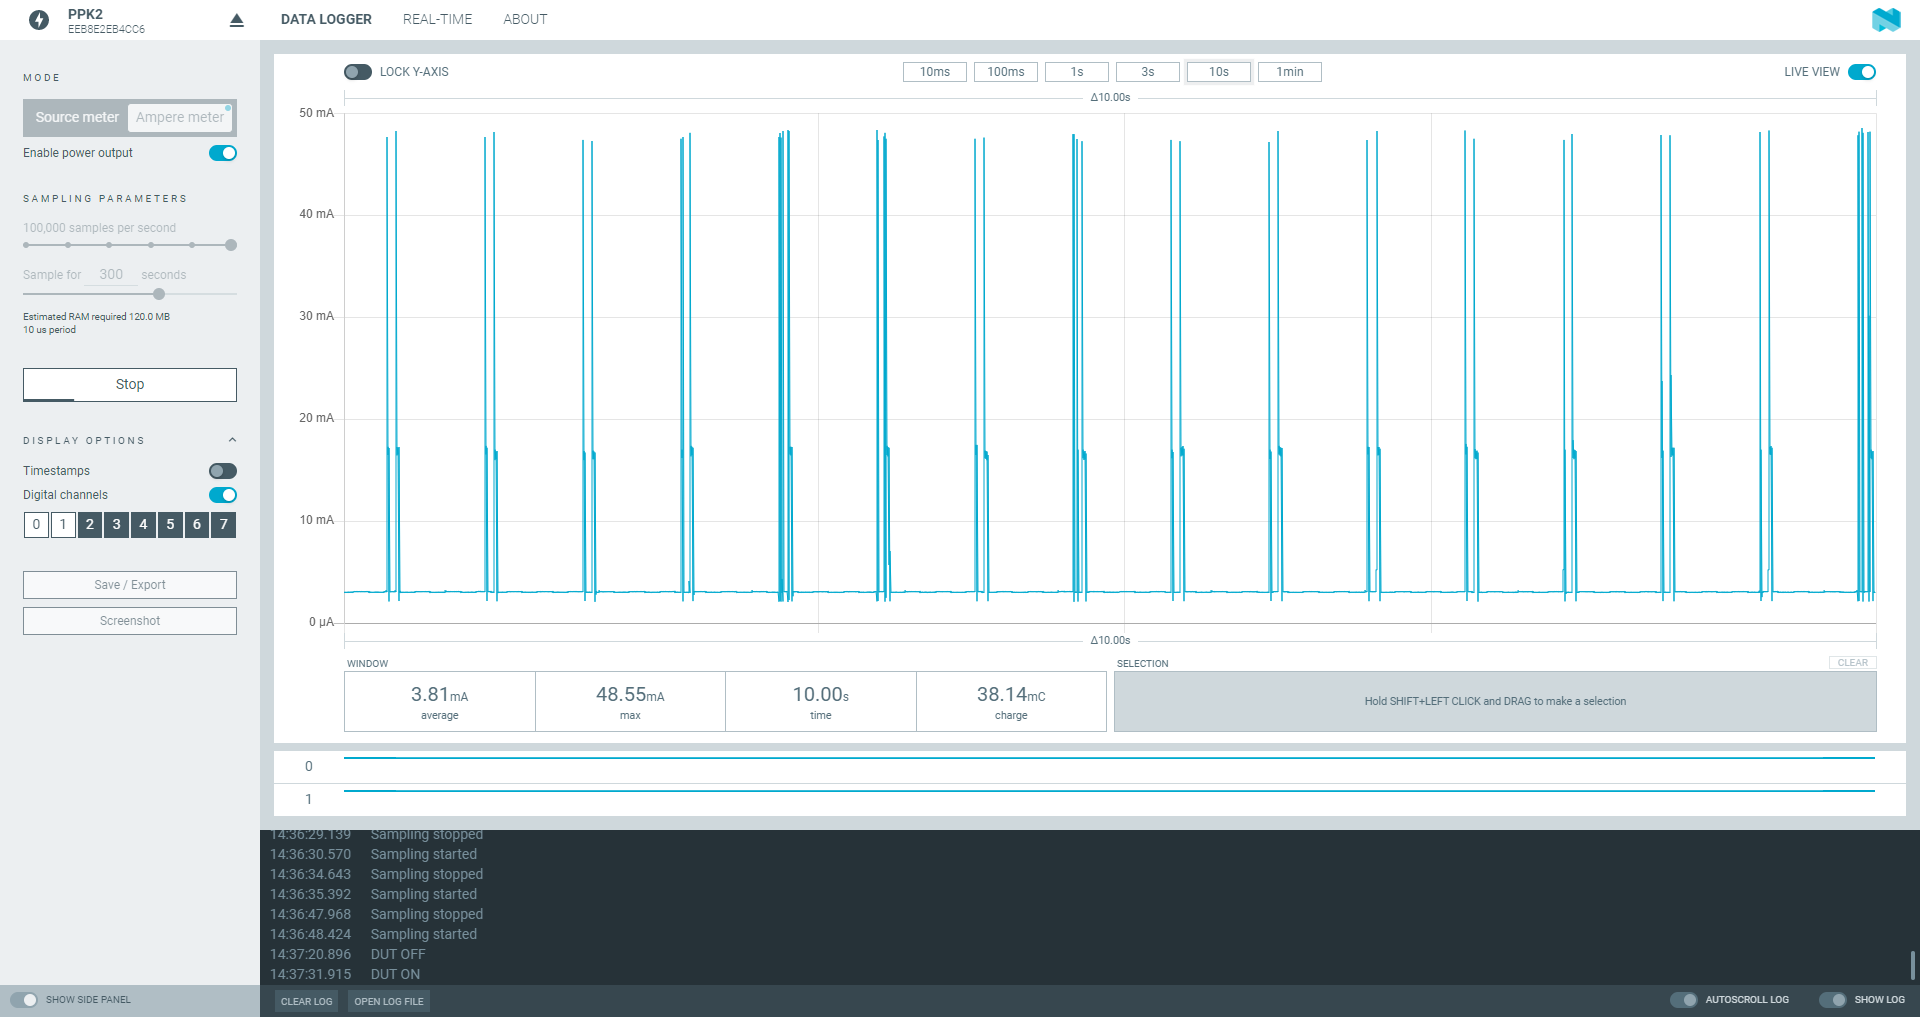 PPK2
EEB8E2EB4CC6
DATA LOGGER REAL-TIME ABOUT
MODE
Source meter Ampere meter
Enable power output
SAMPLING PARAMETERS
100,000 samples per second
Sample for 300 seconds
Estimated RAM required 120.0 MB
10 us period
Stop
DISPLAY OPTIONS
Timestamps
Digital channels
0 1 2 3 4 5 6 7
Save / Export
Screenshot
SHOW SIDE PANEL
LOCK Y-AXIS 10ms 100ms 1s 3s 10s 1min LIVE VIEW
Δ10.00s
50 mA
40 mA
30 mA
20 mA
10 mA
0 μA
Δ10.00s
WINDOW
3.81mA 48.55mA 10.00s 38.14mC
average max time charge
SELECTION CLEAR
Hold SHIFT+LEFT CLICK and DRAG to make a selection
0
1
14:36:29.139 Sampling stopped
14:36:30.570 Sampling started
14:36:34.643 Sampling stopped
14:36:35.392 Sampling started
14:36:47.968 Sampling stopped
14:36:48.424 Sampling started
14:37:20.896 DUT OFF
14:37:31.915 DUT ON
CLEAR LOG OPEN LOG FILE AUTOSCROLL LOG SHOW LOG